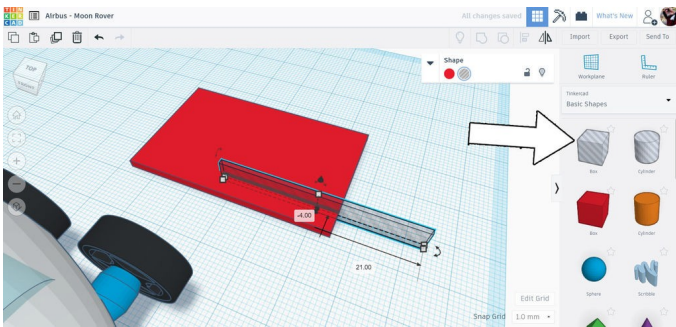 TIN
KER
CAD
Airbus - Moon Rover
All changes saved
What's New
Import
Export
Send To
Shape
Workplane
Ruler
Tinkercad
Basic Shapes
TOP
Box
Cylinder
-4.00
21.00
Box
Cylinder
Sphere
Scribble
Edit Grid
Snap Grid
1.0 mm